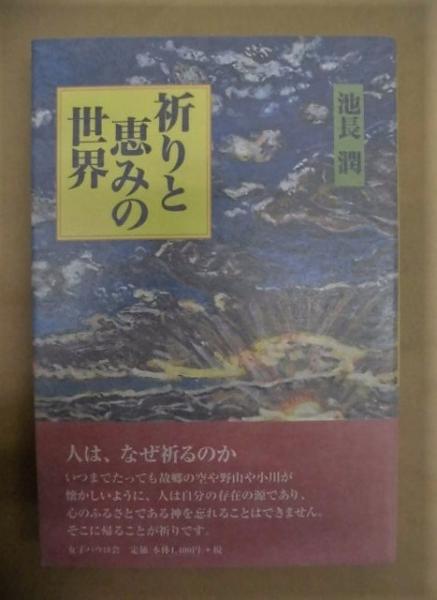 池長 潤
祈りと
恵みの
世界
人は、なぜ祈るのか
いつまでたっても故郷の空や野山や小川が
懐かしいように、人は自分の存在の源であり、
心のふるさとである神を忘れることはできません。
そこに帰ることが祈りです。
女子パウロ会 定価 本体1,400円+税